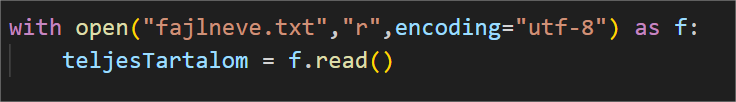 with open("fajlneve.txt","r",encoding="utf-8") as f:
    teljesTartalom = f.read()